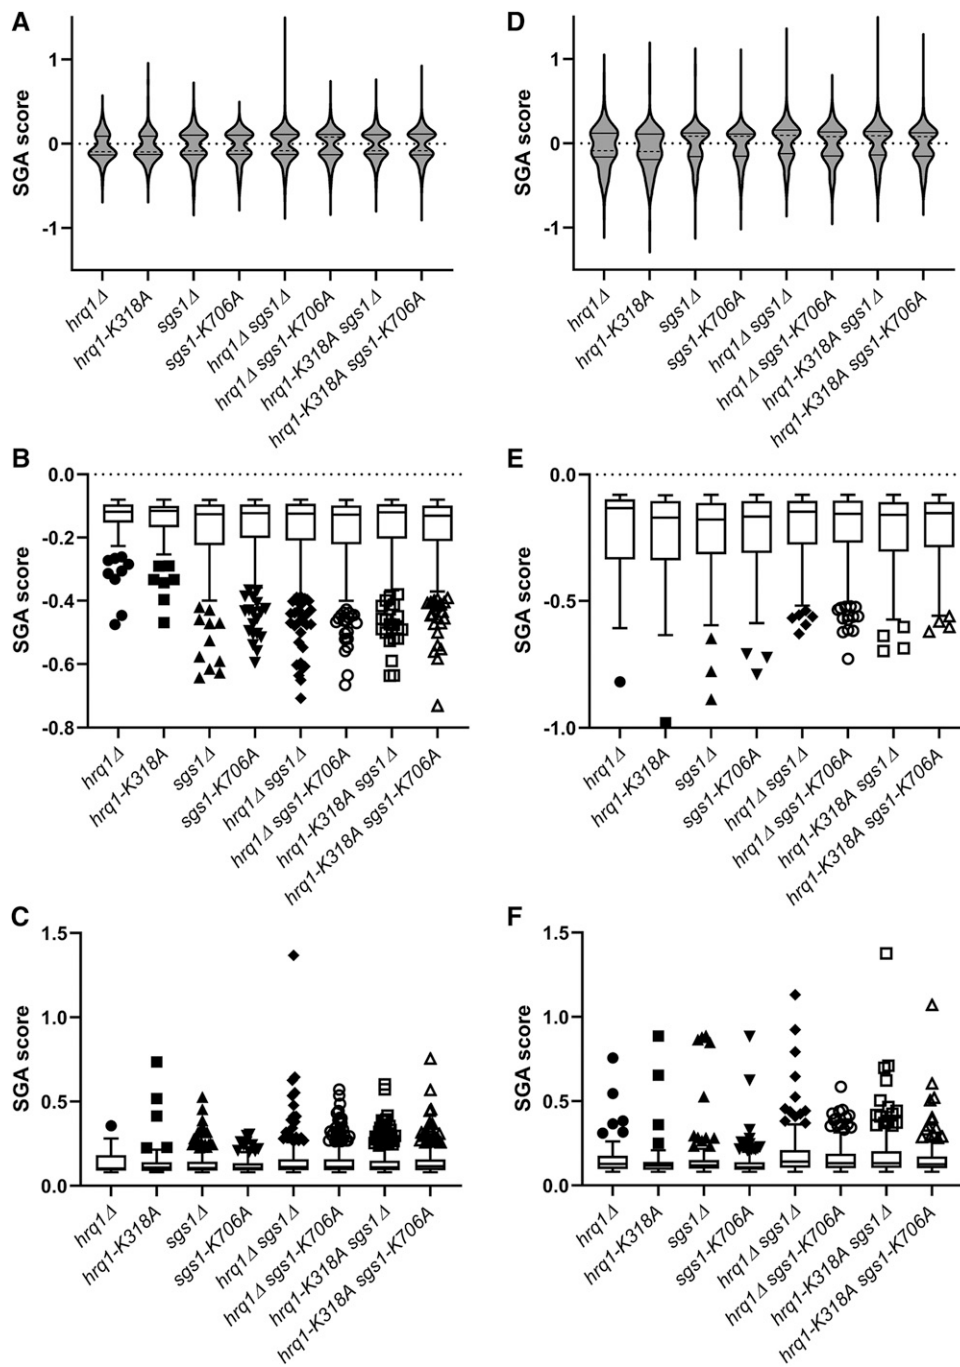 A
SGA score
1
0
-1
hrq1Δ
hrq1-K318A
sgs1Δ
sgs1-K706A
hrq1Δ sgs1Δ
hrq1Δ sgs1-K706A
hrq1-K318A sgs1Δ
hrq1-K318A sgs1-K706A
D
SGA score
1
0
-1
hrq1Δ
hrq1-K318A
sgs1Δ
sgs1-K706A
hrq1Δ sgs1Δ
hrq1Δ sgs1-K706A
hrq1-K318A sgs1Δ
hrq1-K318A sgs1-K706A
B
SGA score
0.0
-0.2
-0.4
-0.6
-0.8
hrq1Δ
hrq1-K318A
sgs1Δ
sgs1-K706A
hrq1Δ sgs1Δ
hrq1Δ sgs1-K706A
hrq1-K318A sgs1Δ
hrq1-K318A sgs1-K706A
E
SGA score
0.0
-0.5
-1.0
hrq1Δ
hrq1-K318A
sgs1Δ
sgs1-K706A
hrq1Δ sgs1Δ
hrq1Δ sgs1-K706A
hrq1-K318A sgs1Δ
hrq1-K318A sgs1-K706A
C
SGA score
1.5
1.0
0.5
0.0
hrq1Δ
hrq1-K318A
sgs1Δ
sgs1-K706A
hrq1Δ sgs1Δ
hrq1Δ sgs1-K706A
hrq1-K318A sgs1Δ
hrq1-K318A sgs1-K706A
F
SGA score
1.5
1.0
0.5
0.0
hrq1Δ
hrq1-K318A
sgs1Δ
sgs1-K706A
hrq1Δ sgs1Δ
hrq1Δ sgs1-K706A
hrq1-K318A sgs1Δ
hrq1-K318A sgs1-K706A